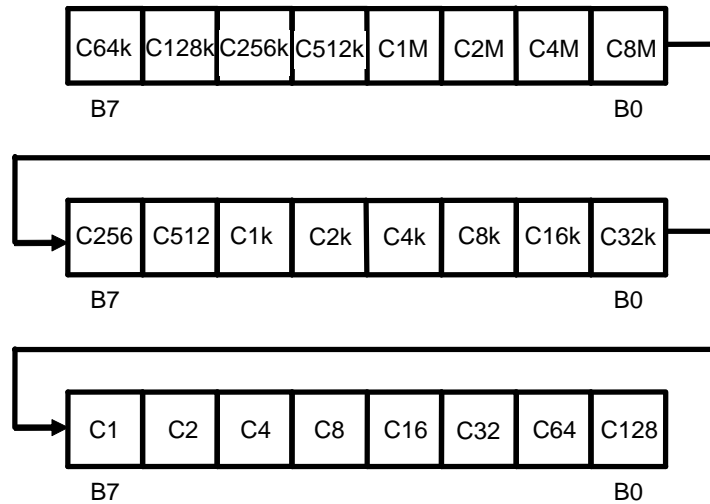 C64k C128k C256k C512k C1M C2M C4M C8M
B7 B0
C256 C512 C1k C2k C4k C8k C16k C32k
B7 B0
C1 C2 C4 C8 C16 C32 C64 C128
B7 B0